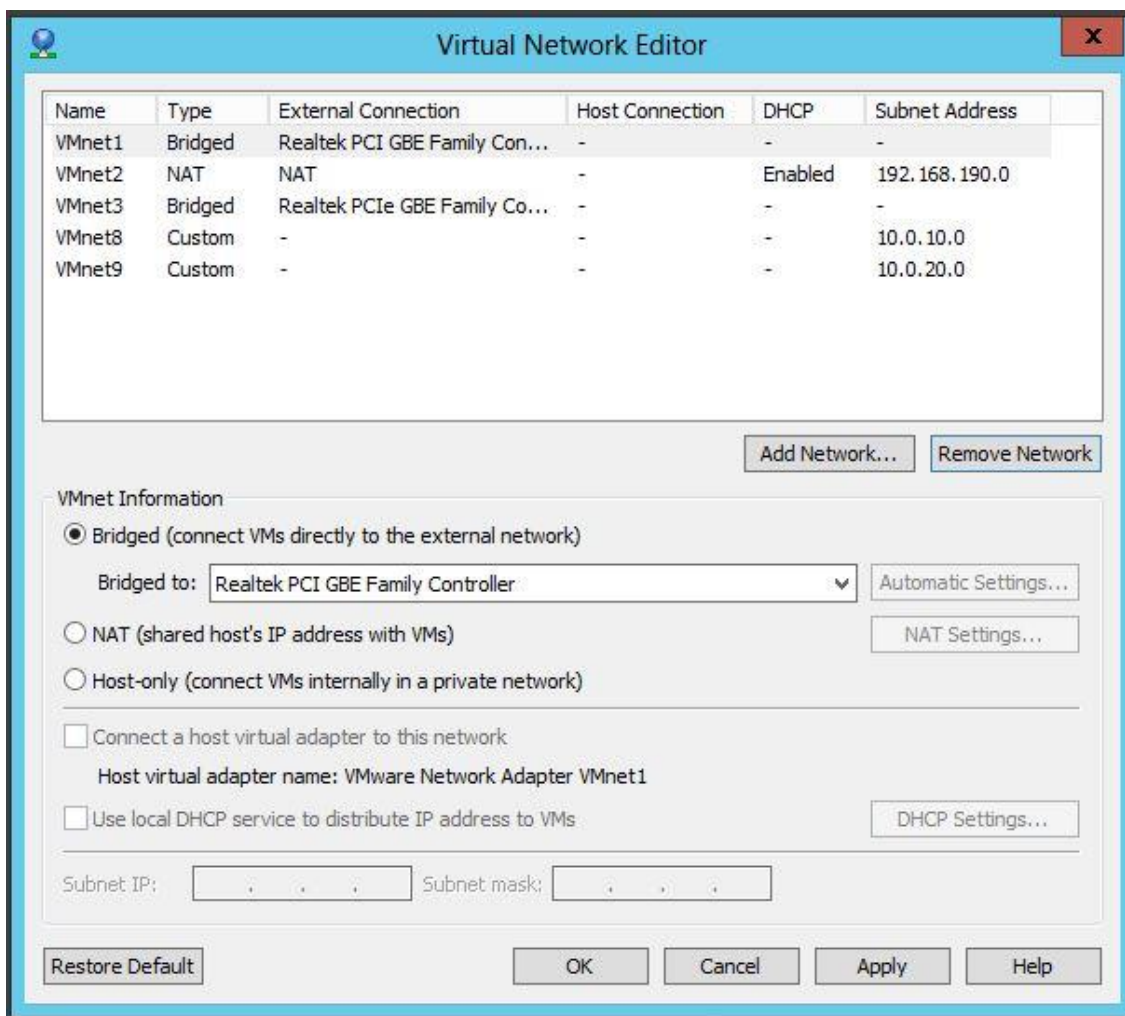 Virtual Network Editor
x
Name Type External Connection Host Connection DHCP Subnet Address
VMnet1 Bridged Realtek PCI GBE Family Con... - - -
VMnet2 NAT NAT - Enabled 192.168.190.0
VMnet3 Bridged Realtek PCIe GBE Family Co... - - -
VMnet8 Custom - - - 10.0.10.0
VMnet9 Custom - - - 10.0.20.0
Add Network... Remove Network
VMnet Information
Bridged (connect VMs directly to the external network)
Bridged to: Realtek PCI GBE Family Controller Automatic Settings...
NAT (shared host's IP address with VMs) NAT Settings...
Host-only (connect VMs internally in a private network)
Connect a host virtual adapter to this network
Host virtual adapter name: VMware Network Adapter VMnet1
Use local DHCP service to distribute IP address to VMs DHCP Settings...
Subnet IP: . . . Subnet mask: . . .
Restore Default OK Cancel Apply Help